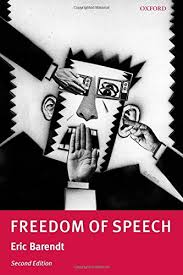 OXFORD
FREEDOM OF SPEECH
Eric Barendt
Second Edition